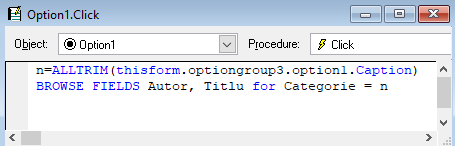 Option1.Click
Object: Option1 Procedure: Click
n=ALLTRIM(thisform.optiongroup3.option1.Caption)
BROWSE FIELDS Autor, Titlu for Categorie = n